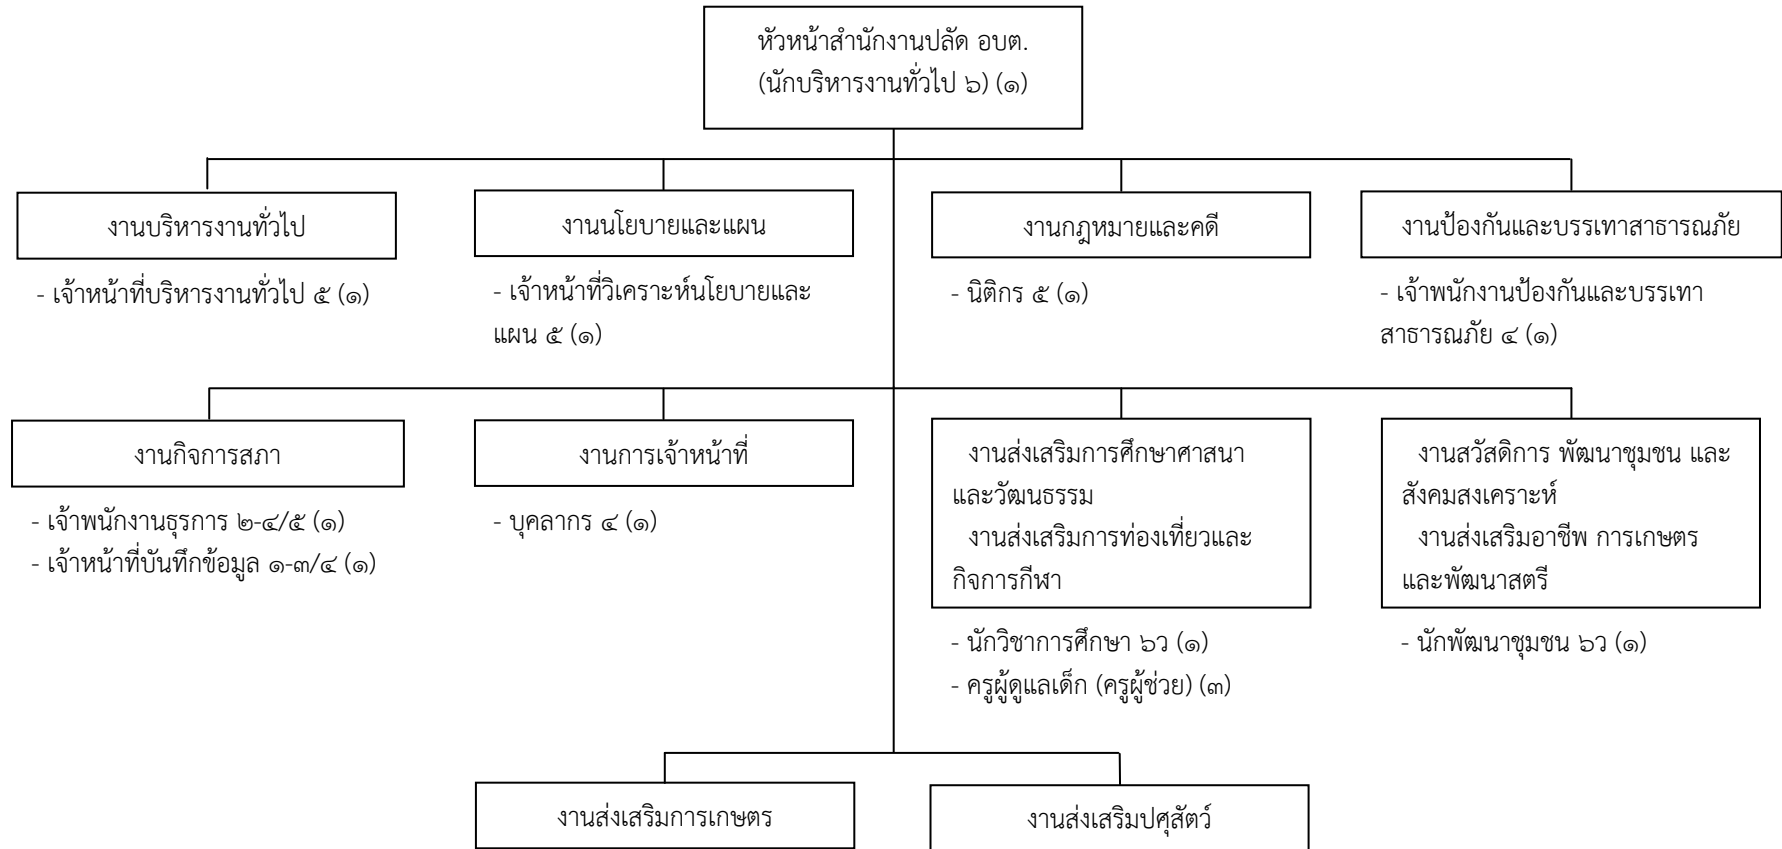 หัวหน้าสำนักงานปลัด อบต.
(นักบริหารงานทั่วไป ๖) (๑)
งานบริหารงานทั่วไป
งานนโยบายและแผน
งานกฎหมายและคดี
งานป้องกันและบรรเทาสาธารณภัย
- เจ้าหน้าที่บริหารงานทั่วไป ๕ (๑)
- เจ้าหน้าที่วิเคราะห์นโยบายและ
แผน ๕ (๑)
- นิติกร ๕ (๑)
- เจ้าพนักงานป้องกันและบรรเทา
สาธารณภัย ๔ (๑)
งานกิจการสภา
งานการเจ้าหน้าที่
งานส่งเสริมการศึกษาศาสนา
และวัฒนธรรม
งานส่งเสริมการท่องเที่ยวและ
กิจการกีฬา
งานสวัสดิการ พัฒนาชุมชน และ
สังคมสงเคราะห์
งานส่งเสริมอาชีพ การเกษตร
และพัฒนาสตรี
- เจ้าพนักงานธุรการ ๒-๔/๕ (๑)
- เจ้าหน้าที่บันทึกข้อมูล ๑-๓/๔ (๑)
- บุคลากร ๔ (๑)
- นักวิชาการศึกษา ๖ว (๑)
- ครูผู้ดูแลเด็ก (ครูผู้ช่วย) (๓)
- นักพัฒนาชุมชน ๖ว (๑)
งานส่งเสริมการเกษตร
งานส่งเสริมปศุสัตว์